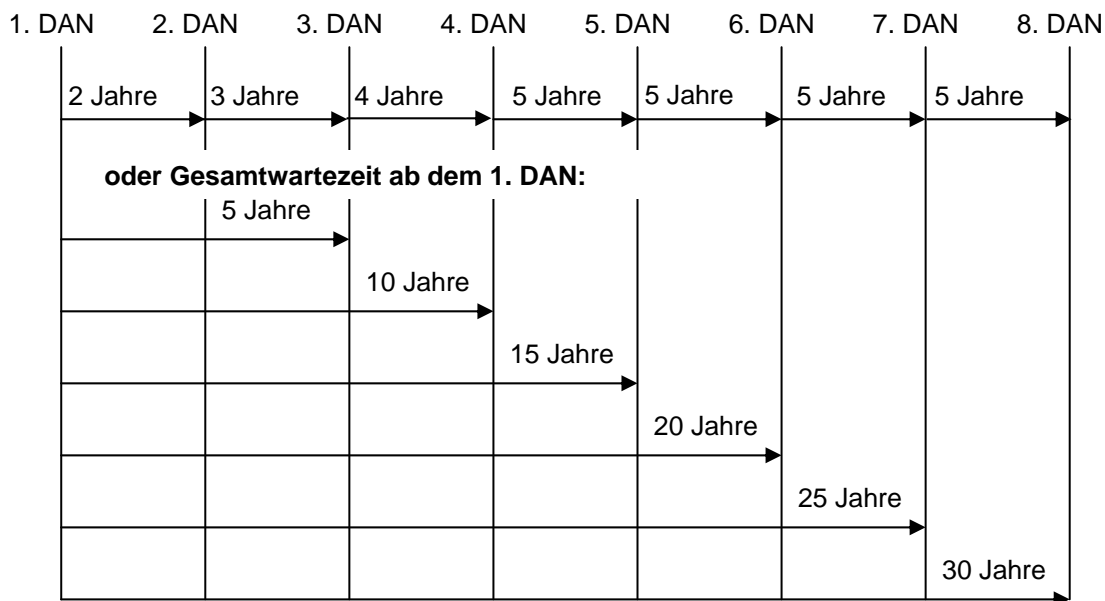 1. DAN 2. DAN 3. DAN 4. DAN 5. DAN 6. DAN 7. DAN 8. DAN
2 Jahre 3 Jahre 4 Jahre 5 Jahre 5 Jahre 5 Jahre 5 Jahre
oder Gesamtwartezeit ab dem 1. DAN:
5 Jahre
10 Jahre
15 Jahre
20 Jahre
25 Jahre
30 Jahre